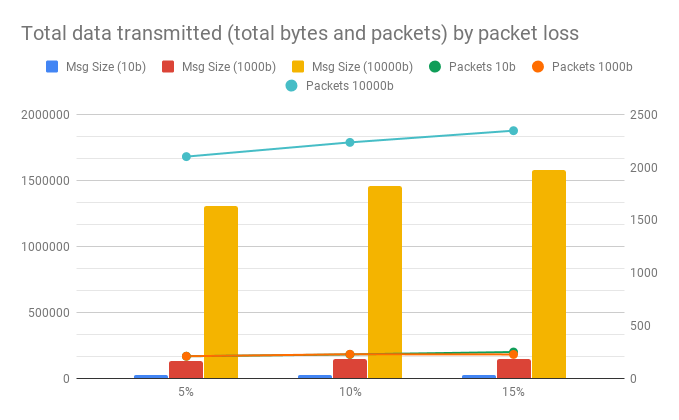 Total data transmitted (total bytes and packets) by packet loss
Msg Size (10b) Msg Size (1000b) Msg Size (10000b) Packets 10b Packets 1000b
Packets 10000b
2000000 2500
2000
1500000
1500
1000000
1000
500000
500
0 0
5% 10% 15%